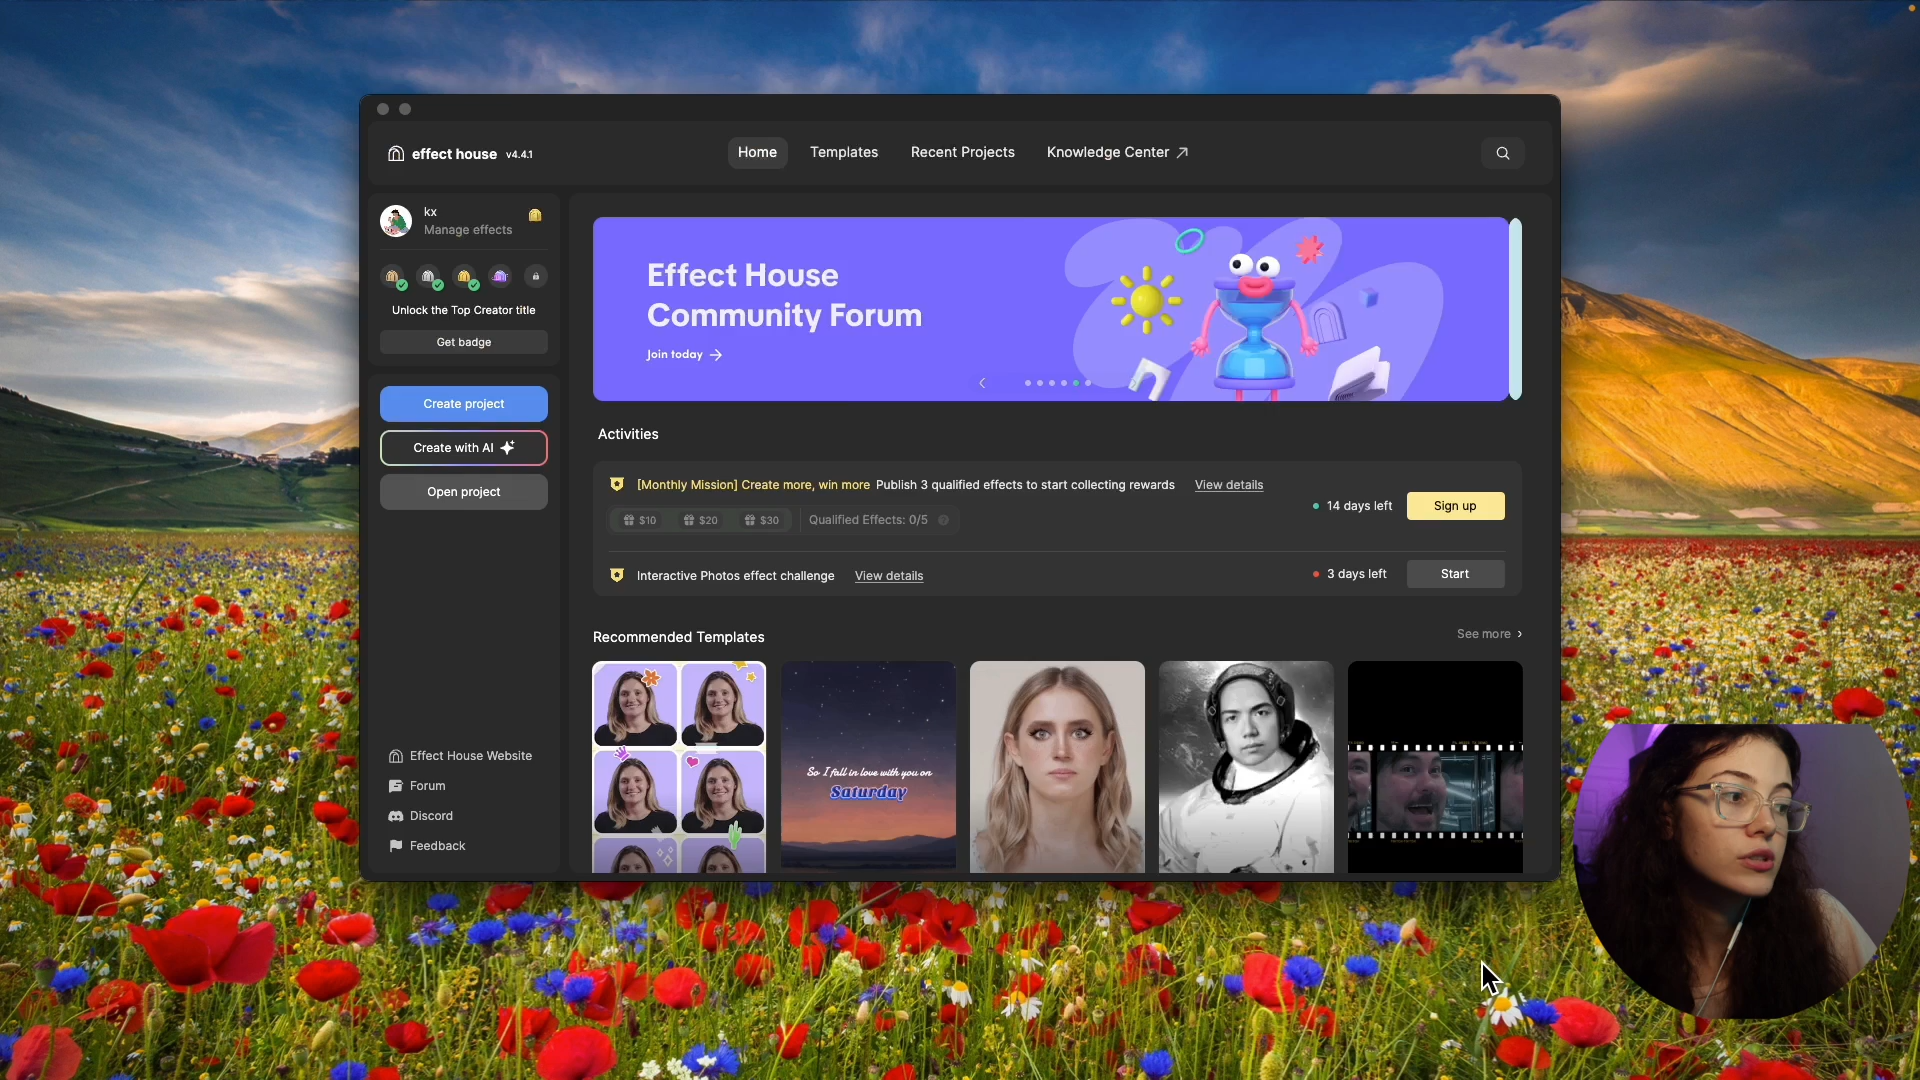 effect house v4.4.1
Home
Templates
Recent Projects
Knowledge Center
kx
Manage effects
Unlock the Top Creator title
Get badge
Create project
Create with AI
Open project
Effect House Website
Forum
Discord
Feedback
Effect House
Community Forum
Join today
Activities
[Monthly Mission] Create more, win more Publish 3 qualified effects to start collecting rewards View details
$10 $20 $30 Qualified Effects: 0/5
14 days left
Sign up
Interactive Photos effect challenge View details
3 days left
Start
Recommended Templates
See more
So I fall in love with you on
Saturday